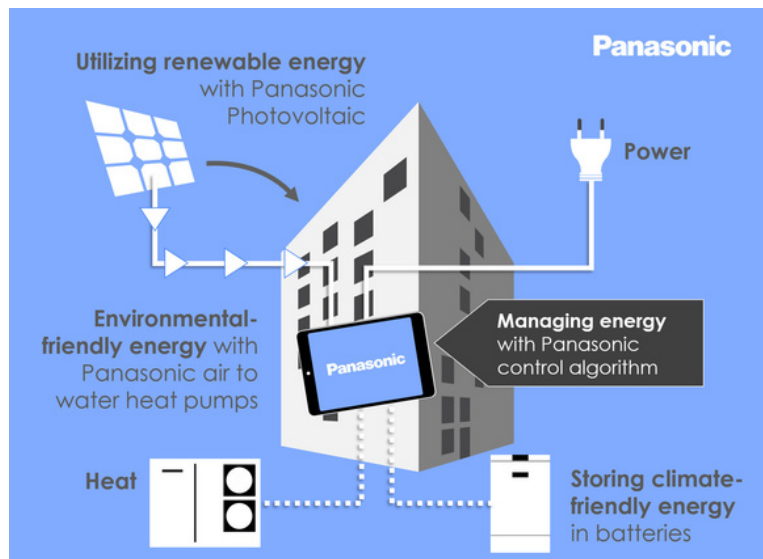 Panasonic
Utilizing renewable energy
with Panasonic
Photovoltaic
Power
Environmental-
friendly energy with
Panasonic air to
water heat pumps
Panasonic
Managing energy
with Panasonic
control algorithm
Heat
Storing climate-
friendly energy
in batteries